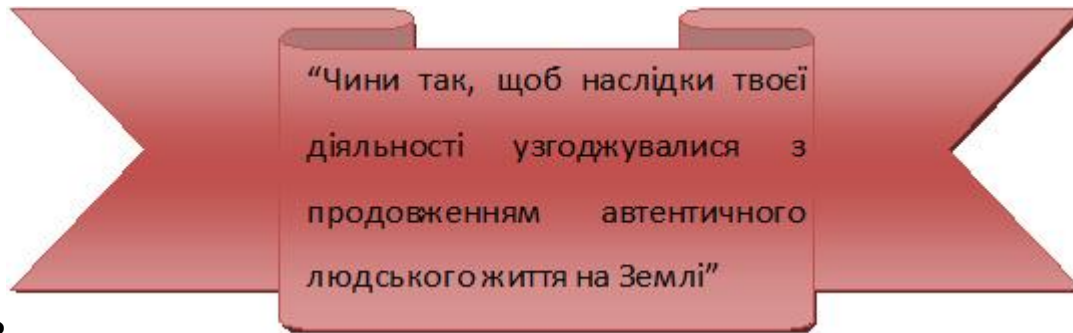 “Чини так, щоб наслідки твоєї
діяльності узгоджувалися з
продовженням автентичного
людського життя на Землі”